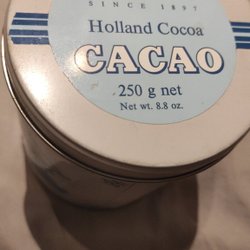 SINCE 1897
Holland Cocoa
CACAO
250 g net
Net wt. 8.8 oz.